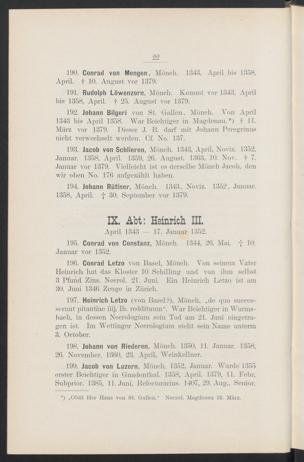 22
190. Conrad von Mengen, Mönch. 1343, April bis 1358,
April. † 10. August vor 1379.
191. Rudolph Löwenzorn, Mönch. Kommt vor 1343, April
bis 1358, April. † 25. August vor 1379.
192. Johann Bilgeri von St. Gallen, Mönch. Von April
1343 bis April 1358. War Beichtiger in Magdenau.*) † 11.
März vor 1379. Dieser J. B. darf mit Johann Peregrinus
nicht verwechselt werden. Cf. No. 137.
193. Jacob von Schlieren, Mönch. 1343, April, Noviz. 1352,
Januar. 1358, April. 1359, 26. August, 1363, 10. Nov. † 7.
Januar vor 1379. Vielleicht ist es derselbe Mönch Jacob, den
wir oben No. 176 aufgezählt haben.
194. Johann Rütiner, Mönch. 1343, Noviz. 1352, Januar.
1358, April. † 30. September vor 1379.
IX. Abt: Heinrich III.
April 1343 — 17. Januar 1352.
195. Conrad von Constanz, Mönch. 1344, 26. Mai. † 10.
Januar vor 1352.
196. Conrad Letzo von Basel, Mönch. Von seinem Vater
Heinrich hat das Kloster 10 Schilling und von ihm selbst
3 Pfund Zins. Necrol. 21. Juni. Ein Heinrich Letzo ist am
30. Juni 1346 Zeuge in Zürich.
197. Heinrich Letzo (von Basel?), Mönch, „de quo succes-
serunt pitantie iiij. lb. redditunm“. War Beichtiger in Wurms-
bach, in dessen Necrologium sein Tod am 21. Juni eingetra-
gen ist. Im Wettinger Necrologium steht sein Name unterm
3. October.
198. Johann von Riederen, Mönch. 1350, 11. Januar. 1358,
26. November. 1360, 23. April, Weinkellner.
199. Jacob von Luzern, Mönch. 1352, Januar. Wurde 1355
erster Beichtiger in Gnadenthal. 1358, April. 1379, 11. Febr.
Subprior. 1385, 11. Juni, Refectorarius. 1407, 29. Aug., Senior.
*) „Obiit Her Hans von St. Gallen.“ Necrol. Magdenau 16. März.